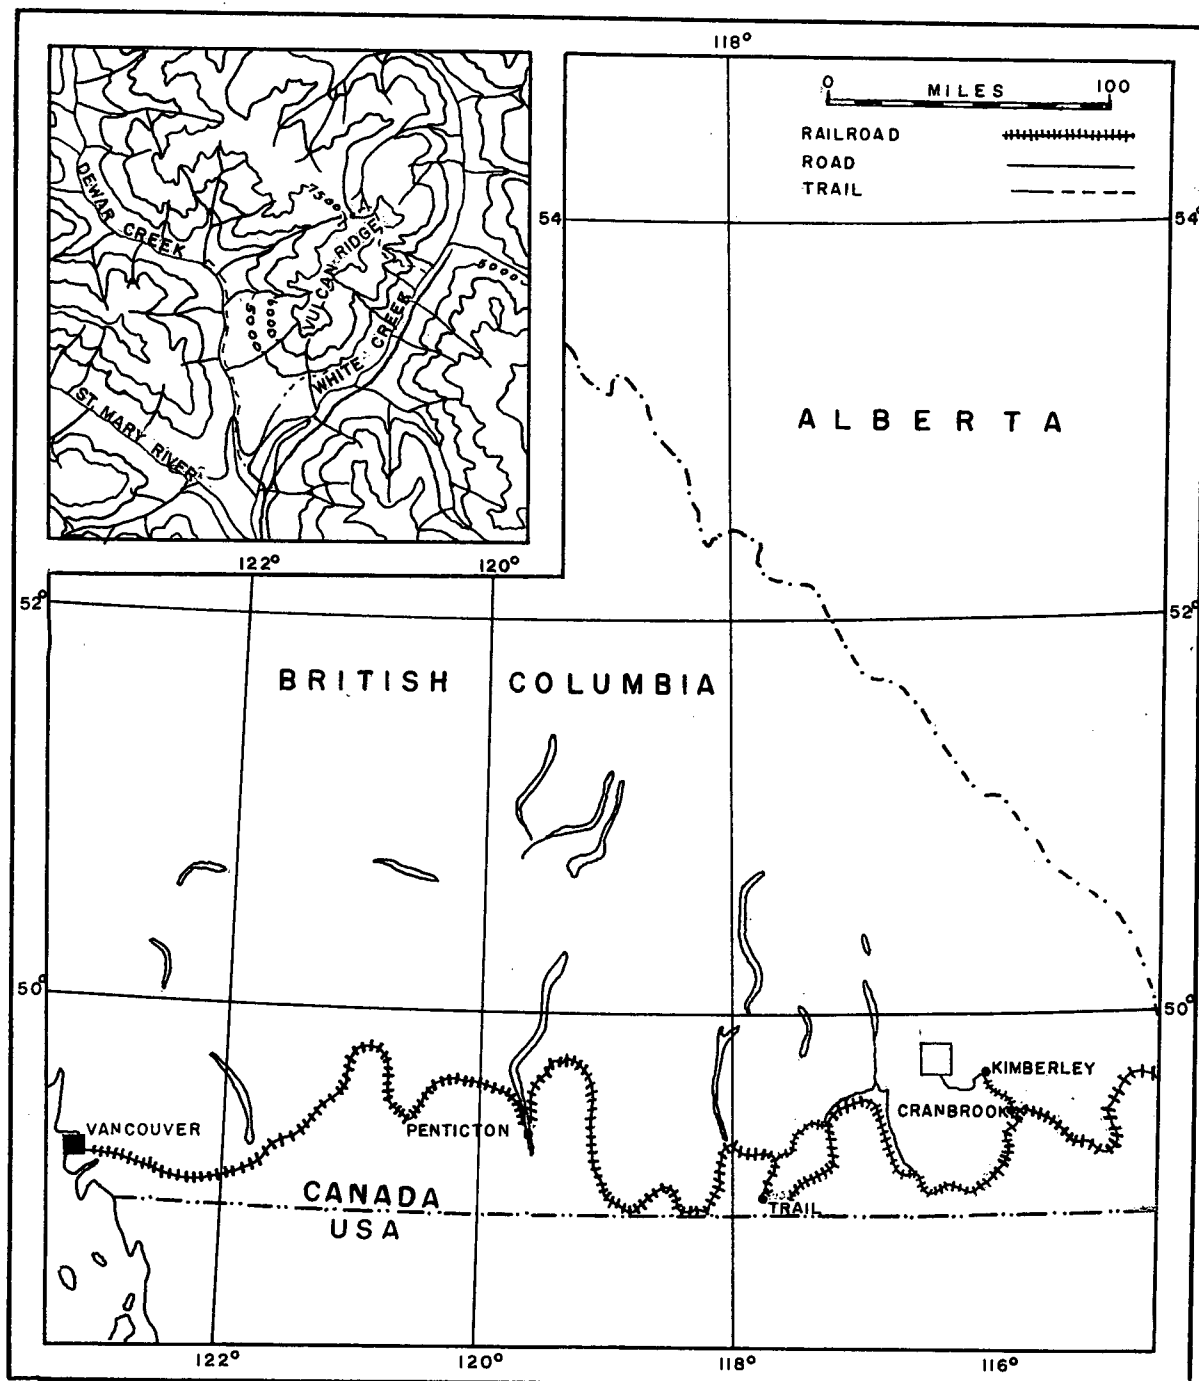 118°
0 MILES 100
RAILROAD
ROAD
TRAIL
DEWAR CREEK
7500
VULCAN RIDGE
5000
6000
5000
WHITE CREEK
ST. MARY RIVER
54
54°
ALBERTA
122°
120°
52°
52°
BRITISH COLUMBIA
50°
50°
KIMBERLEY
CRANBROOK
VANCOUVER
PENTICTON
TRAIL
CANADA
USA
122°
120°
118°
116°